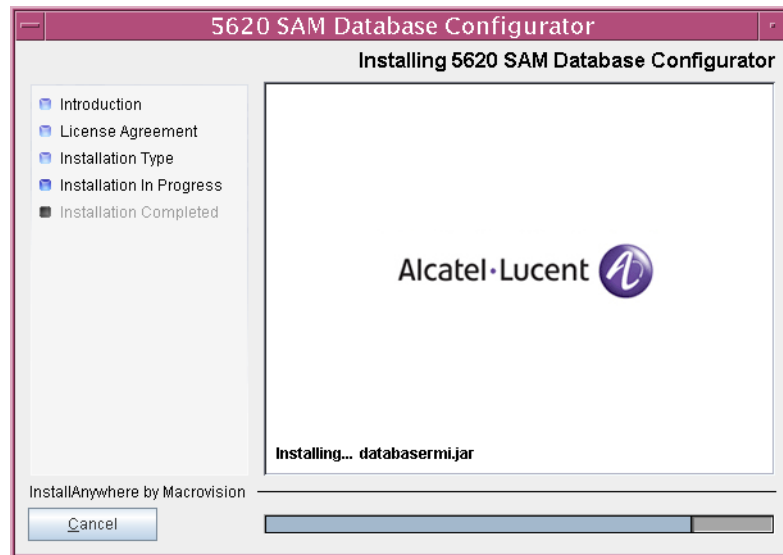 5620 SAM Database Configurator
Installing 5620 SAM Database Configurator
Introduction
License Agreement
Installation Type
Installation In Progress
Installation Completed
Alcatel·Lucent
Installing... databasermi.jar
InstallAnywhere by Macrovision
Cancel